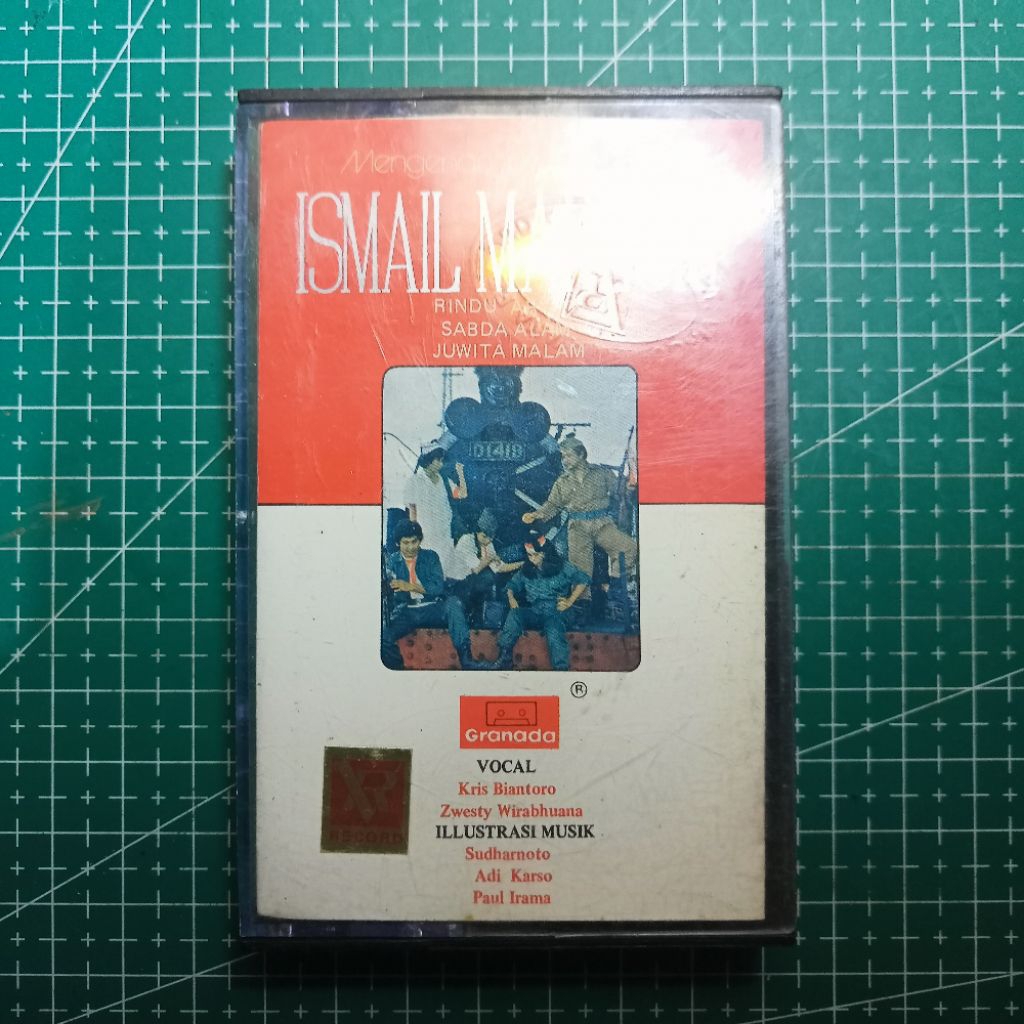 ISMAIL
RINDU
SABDA ALAM
JUWITA MALAM
®
Granada
VOCAL
Kris Biantoro
Zwesty Wirabhuana
ILLUSTRASI MUSIK
Sudharnoto
Adi Karso
Paul Irama
RECORD